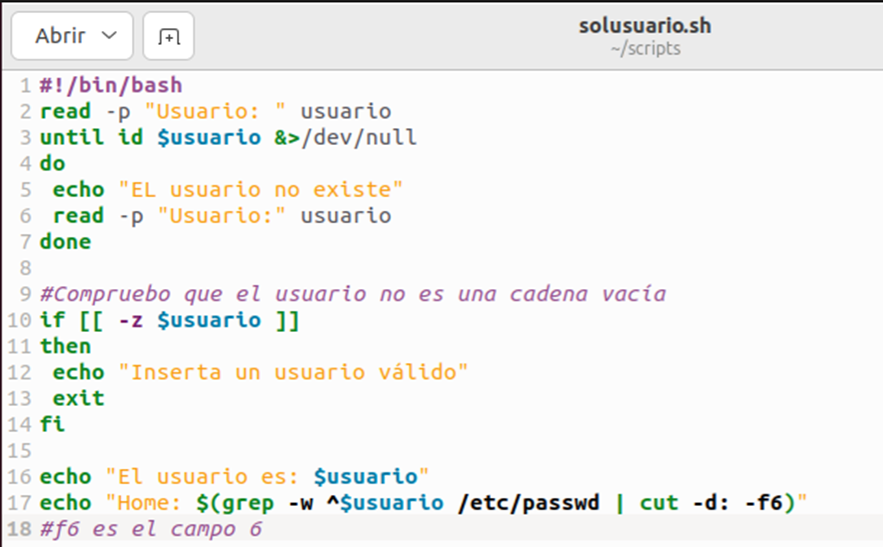 Abrir
solusuario.sh
~/scripts
1 #!/bin/bash
2 read -p "Usuario: " usuario
3 until id $usuario &>/dev/null
4 do
5  echo "EL usuario no existe"
6  read -p "Usuario:" usuario
7 done
8
9 #Compruebo que el usuario no es una cadena vacía
10 if [[ -z $usuario ]]
11 then
12  echo "Inserta un usuario válido"
13  exit
14 fi
15
16 echo "El usuario es: $usuario"
17 echo "Home: $(grep -w ^$usuario /etc/passwd | cut -d: -f6)"
18 #f6 es el campo 6